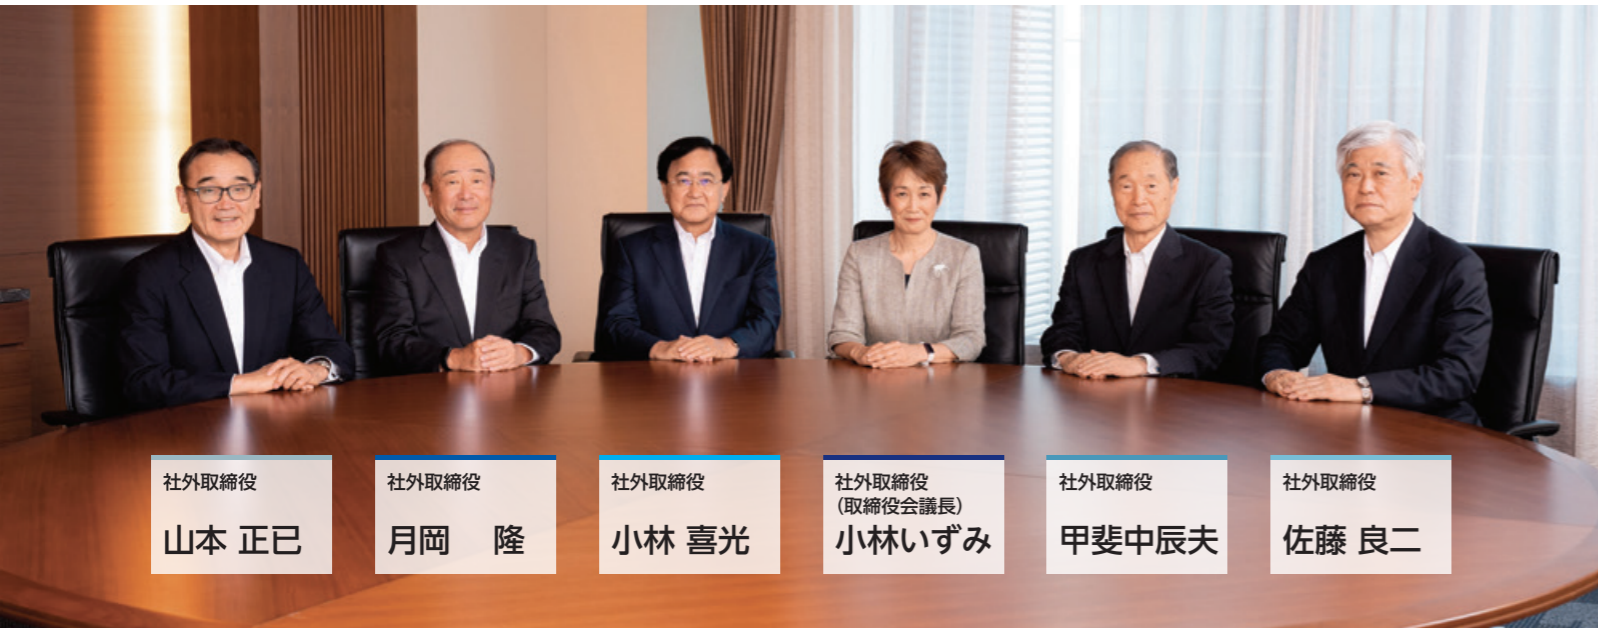 社外取締役
山本 正已
社外取締役
月岡　隆
社外取締役
小林 喜光
社外取締役
（取締役会議長）
小林いずみ
社外取締役
甲斐中辰夫
社外取締役
佐藤 良二